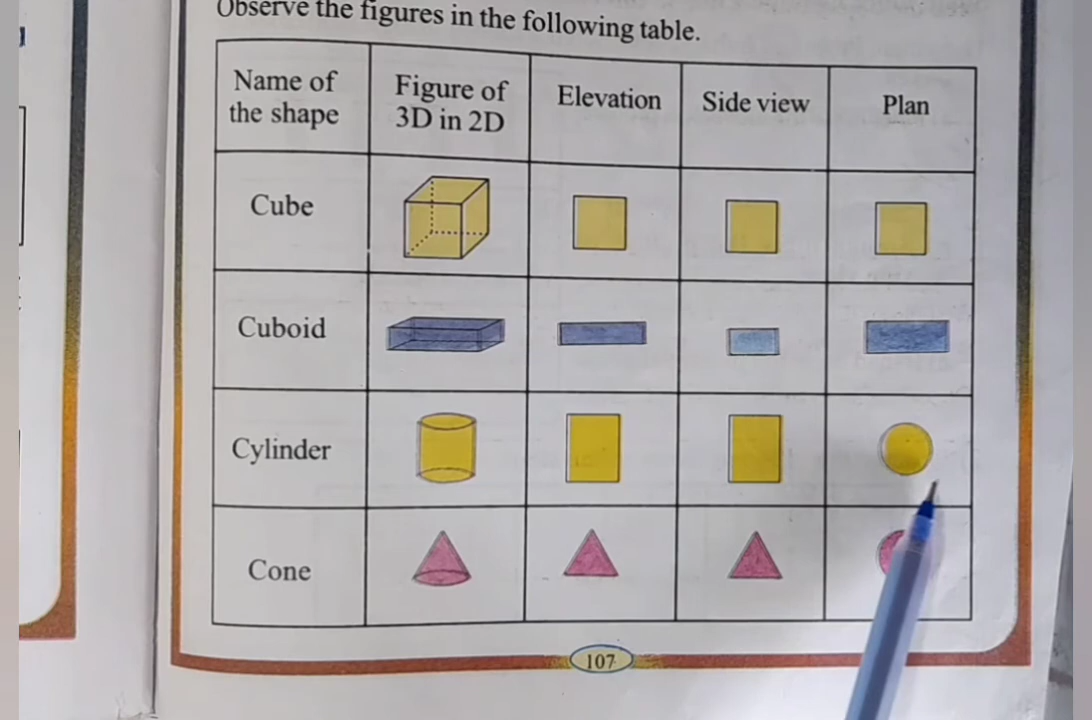 Observe the figures in the following table.
Name of
the shape
Figure of
3D in 2D
Elevation
Side view
Plan
Cube
Cuboid
Cylinder
Cone
107